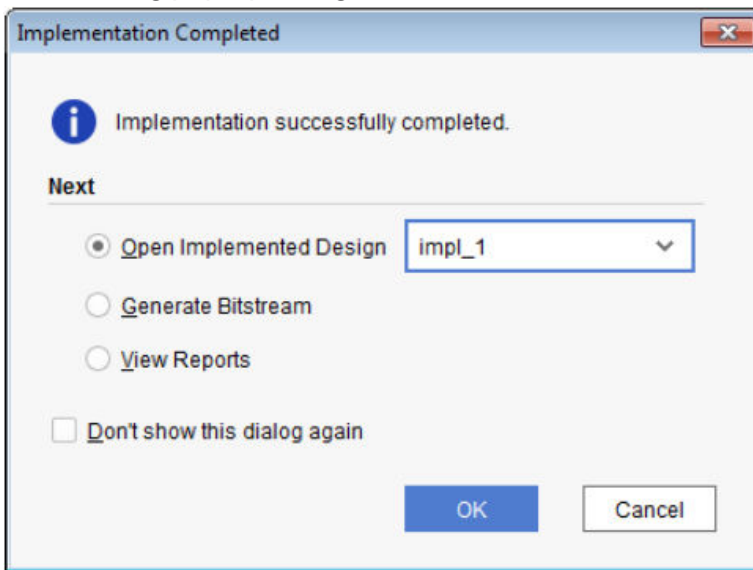 Implementation Completed
Implementation successfully completed.
Next
Open Implemented Design impl_1
Generate Bitstream
View Reports
Don't show this dialog again
OK Cancel